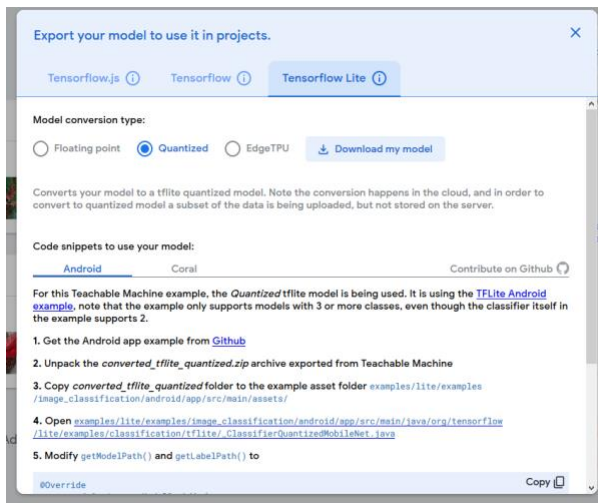 Export your model to use it in projects.
Tensorflow.js
Tensorflow
Tensorflow Lite
Model conversion type:
Floating point
Quantized
EdgeTPU
Download my model
Converts your model to a tflite quantized model. Note the conversion happens in the cloud, and in order to
convert to quantized model a subset of the data is being uploaded, but not stored on the server.
Code snippets to use your model:
Android
Coral
Contribute on Github
For this Teachable Machine example, the Quantized tflite model is being used. It is using the TFLite Android
example, note that the example only supports models with 3 or more classes, even though the classifier itself in
the example supports 2.
1. Get the Android app example from Github
2. Unpack the converted_tflite_quantized.zip archive exported from Teachable Machine
3. Copy converted_tflite_quantized folder to the example asset folder examples/lite/examples
/image_classification/android/app/src/main/assets/
4. Open examples/lite/examples/image_classification/android/app/src/main/java/org/tensorflow
/lite/examples/classification/tflite/_ClassifierQuantizedMobileNet.java
5. Modify getModelPath() and getLabelPath() to
@Override
Copy
Ad